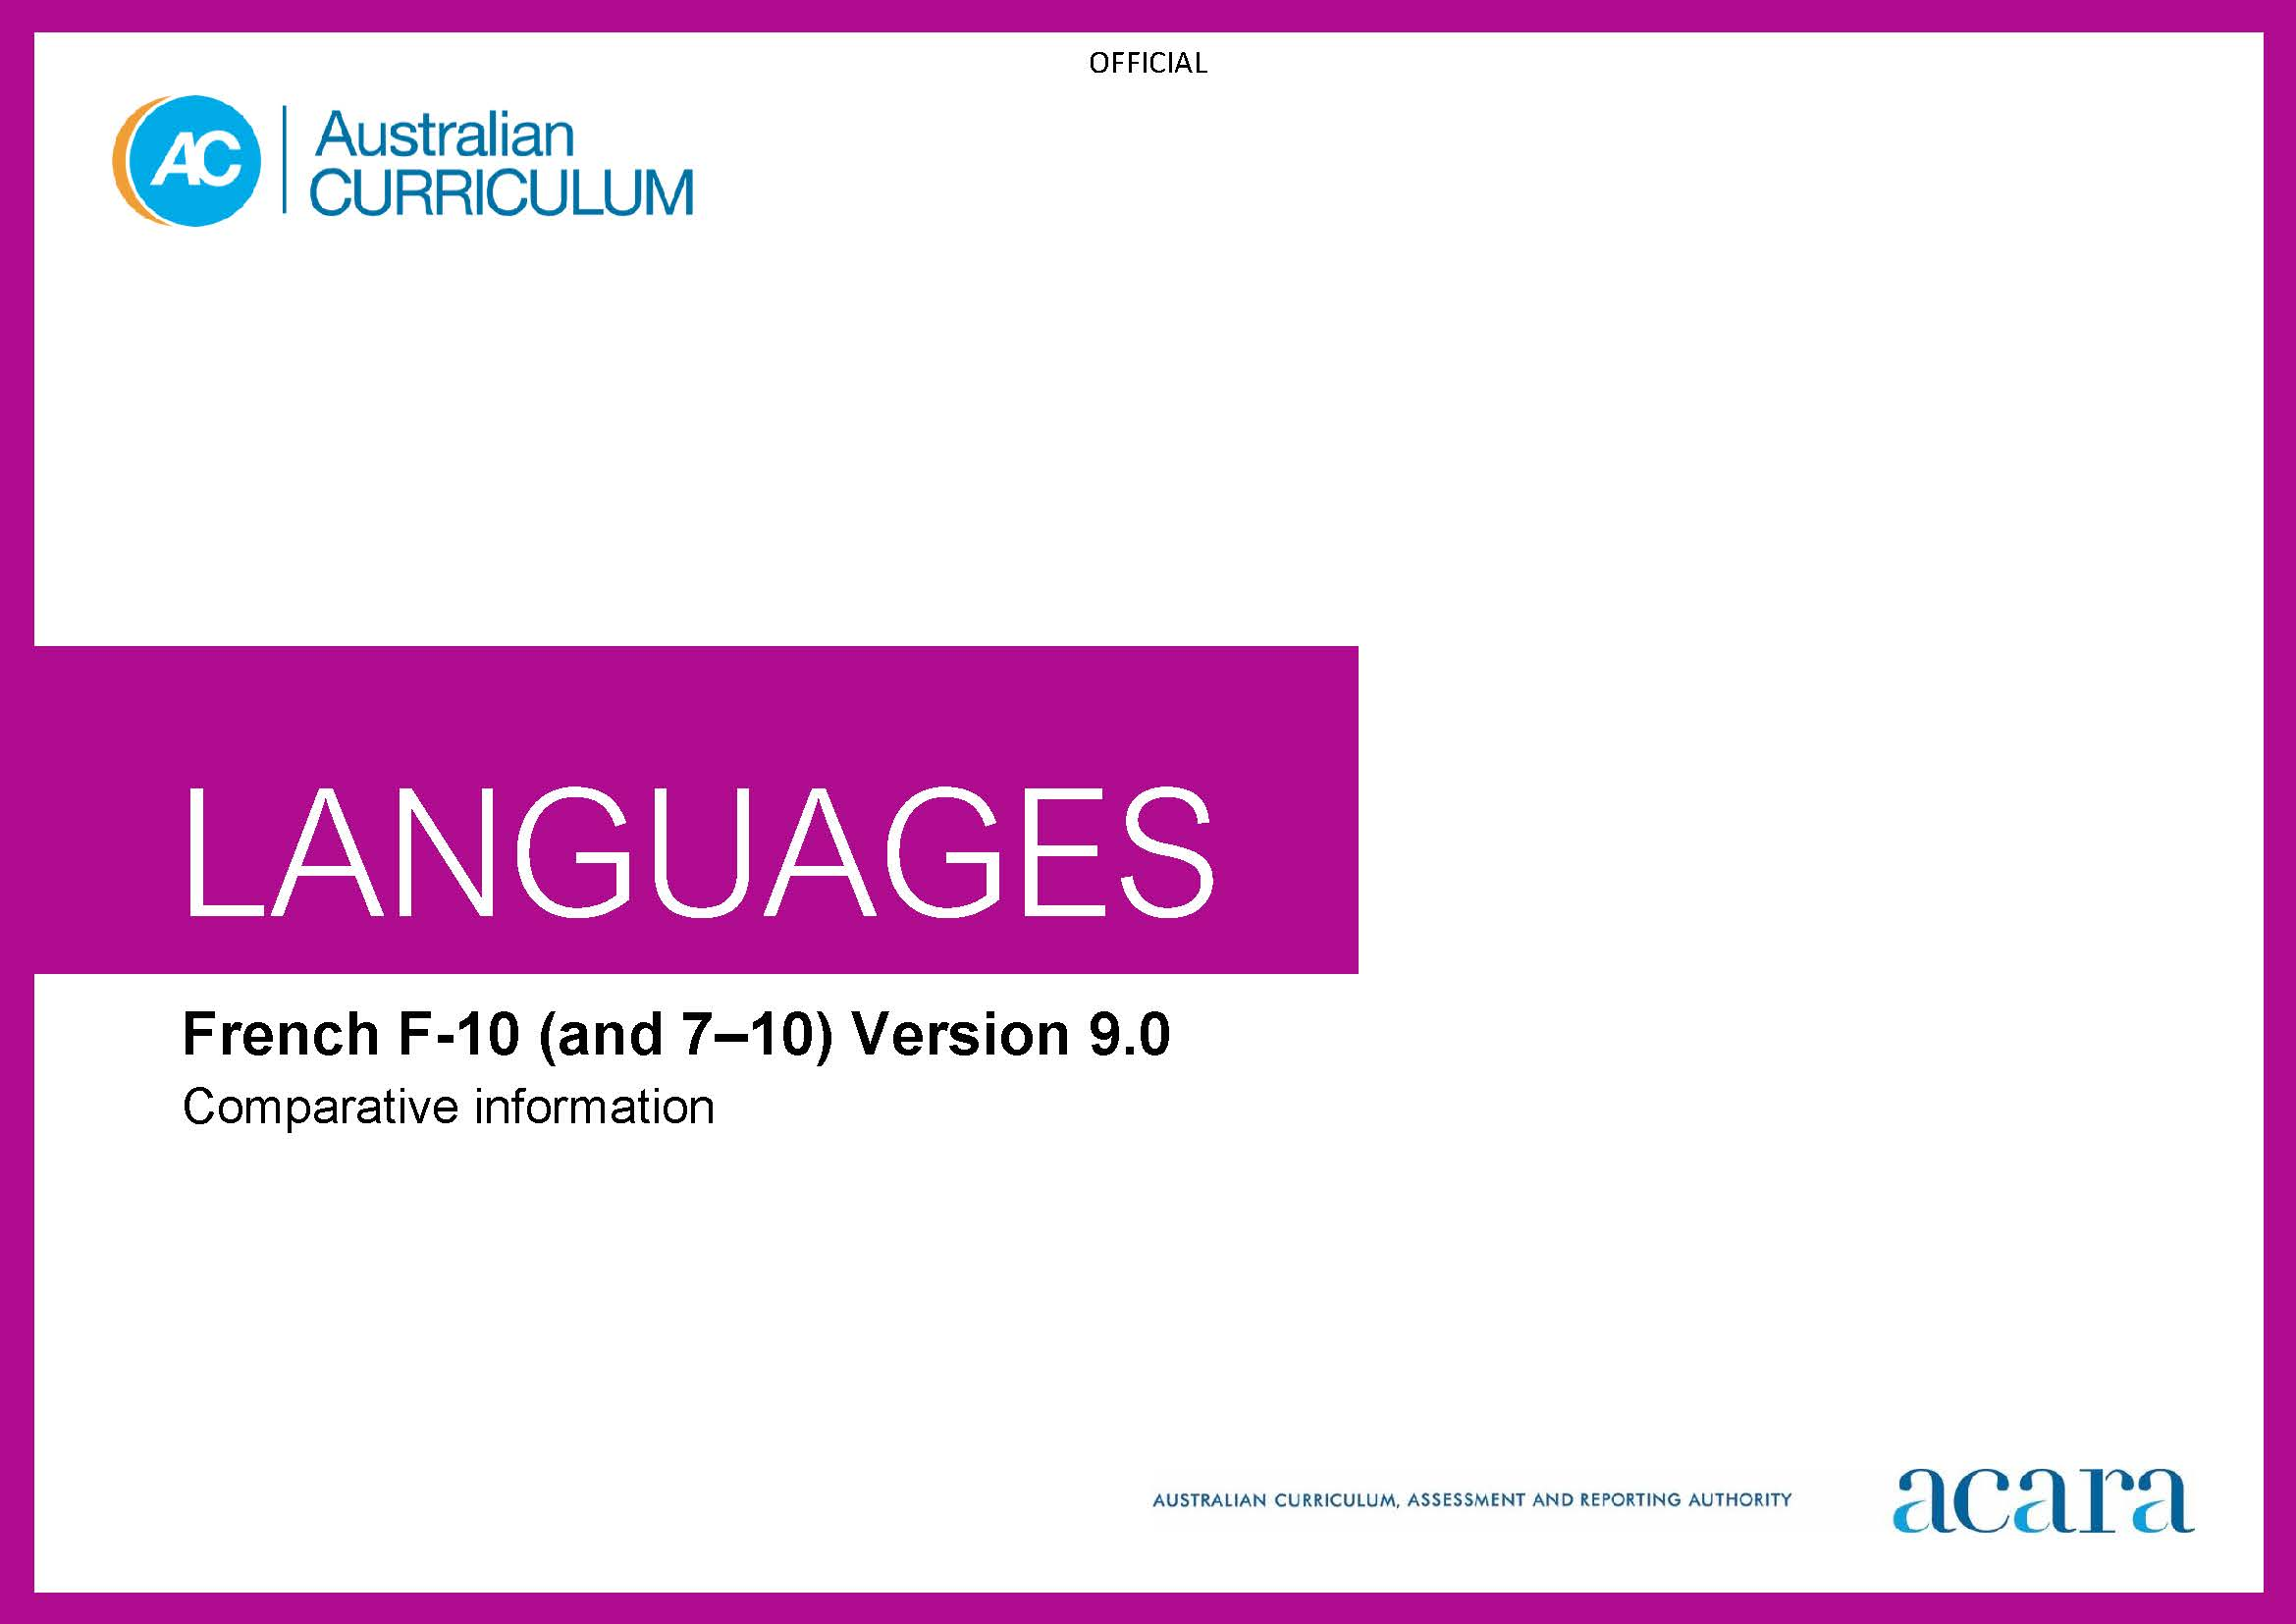 OFFICIAL
AC
Australian
CURRICULUM
LANGUAGES
French F-10 (and 7–10) Version 9.0
Comparative information
AUSTRALIAN CURRICULUM, ASSESSMENT AND REPORTING AUTHORITY
acara